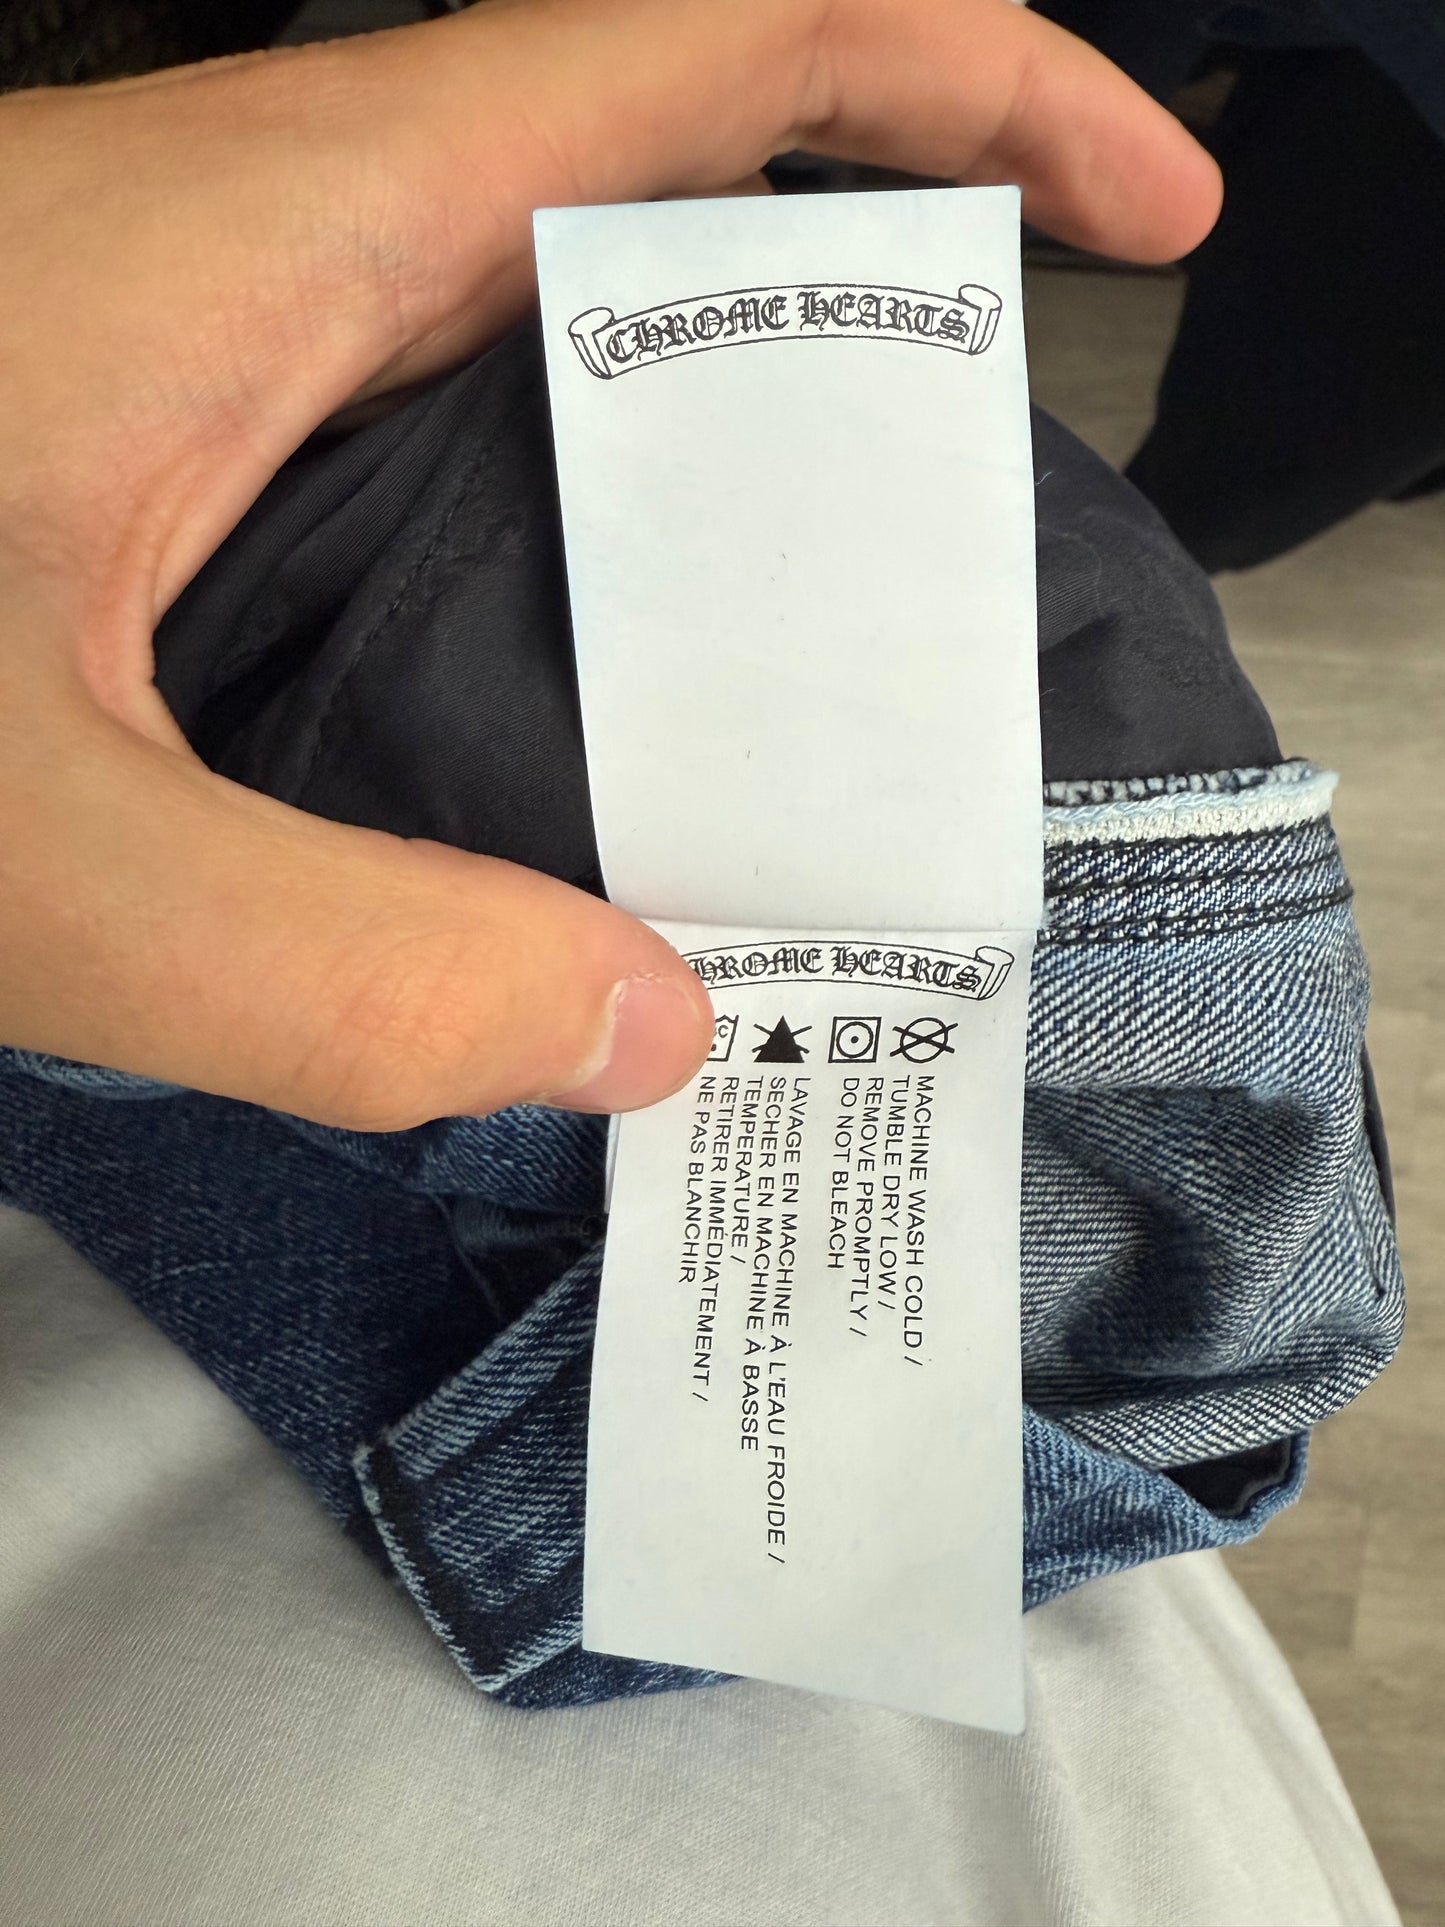 CHROME HEARTS
HROME HEARTS
MACHINE WASH COLD /
TUMBLE DRY LOW /
REMOVE PROMPTLY /
DO NOT BLEACH
LAVAGE EN MACHINE À L'EAU FROIDE /
SECHER EN MACHINE À BASSE
TEMPERATURE /
RETIRER IMMÉDIATEMENT /
NE PAS BLANCHIR